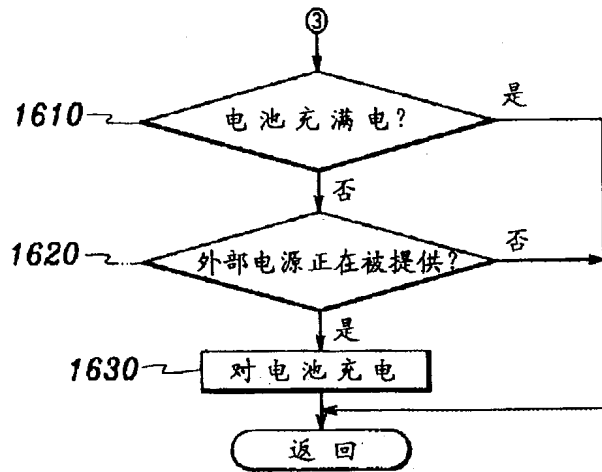 ③
1610
电池充满电?
是
否
1620
外部电源正在被提供?
否
是
1630
对电池充电
返回